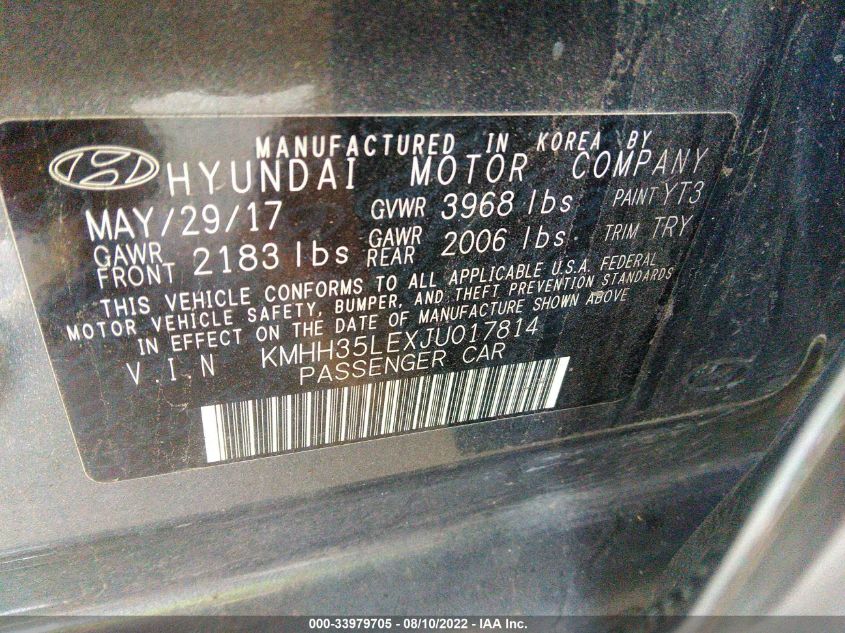 MANUFACTURED IN KOREA BY
HYUNDAI MOTOR COMPANY
MAY/29/17 GVWR 3968 lbs PAINT YT3
GAWR FRONT 2183 lbs GAWR REAR 2006 lbs TRIM TRY
THIS VEHICLE CONFORMS TO ALL APPLICABLE U.S.A. FEDERAL
MOTOR VEHICLE SAFETY, BUMPER, AND THEFT PREVENTION STANDARDS
IN EFFECT ON THE DATE OF MANUFACTURE SHOWN ABOVE
V.I.N KMHH35LEXJU017814
PASSENGER CAR
000-33979705 - 08/10/2022 - IAA Inc.